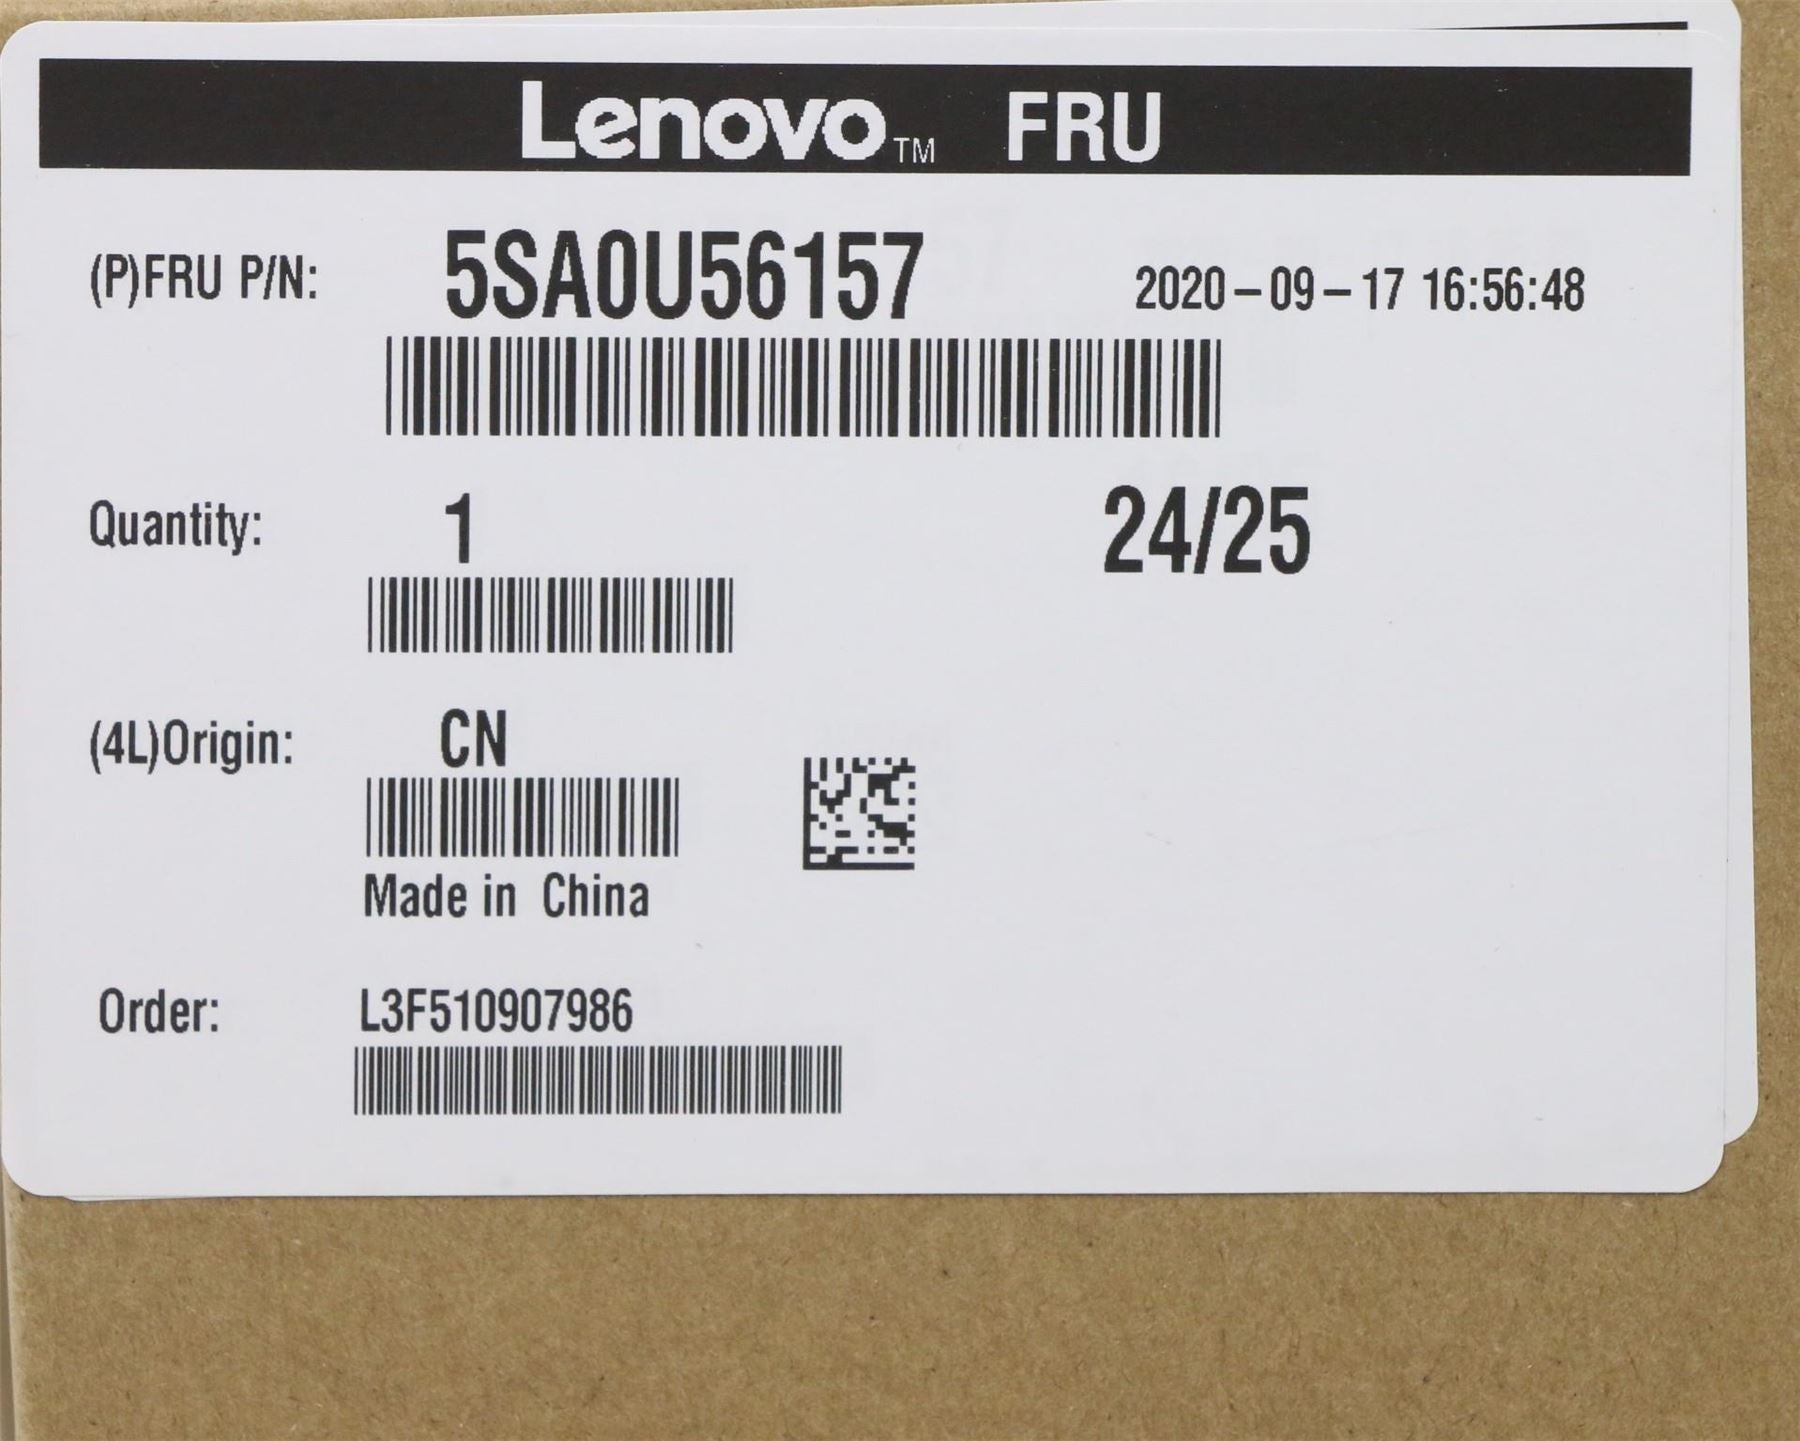 Lenovo™ FRU
(P)FRU P/N: 5SA0U56157 2020-09-17 16:56:48
Quantity: 1 24/25
(4L)Origin: CN
Made in China
Order: L3F510907986